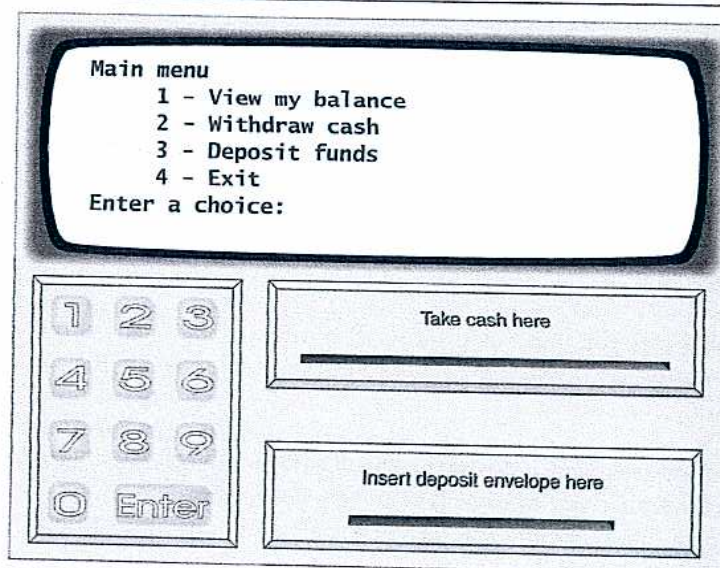 Main menu
1 – View my balance
2 – Withdraw cash
3 – Deposit funds
4 – Exit
Enter a choice:
1 2 3
4 5 6
7 8 9
0 Enter
Take cash here
Insert deposit envelope here